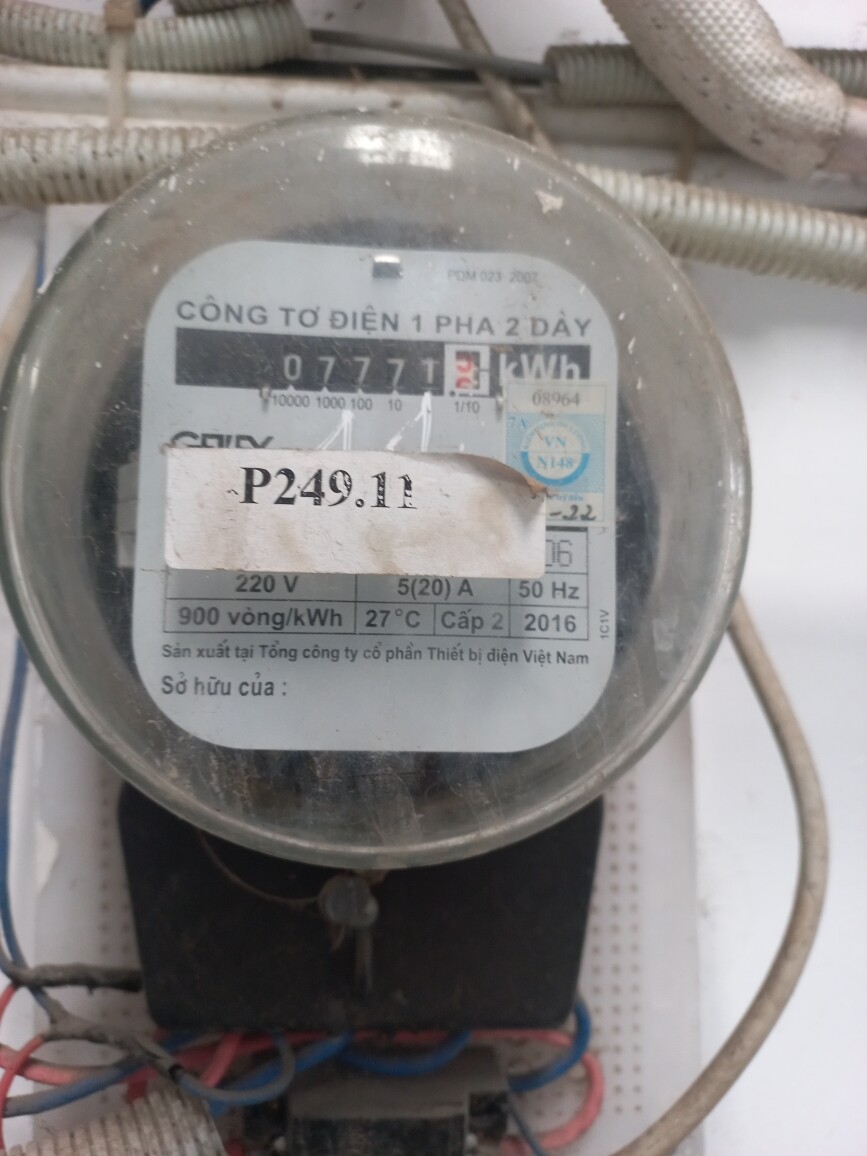 PDM 023 2007
CÔNG TƠ ĐIỆN 1 PHA 2 DÂY
0 7 7 7 kWh
10000 1000 100 10 1/10
08964
VN
N148
P249.11
-22
220 V 5(20) A 50 Hz
900 vòng/kWh 27°C Cấp 2 2016
1C1V
Sản xuất tại Tổng công ty cổ phần Thiết bị điện Việt Nam
Sở hữu của :